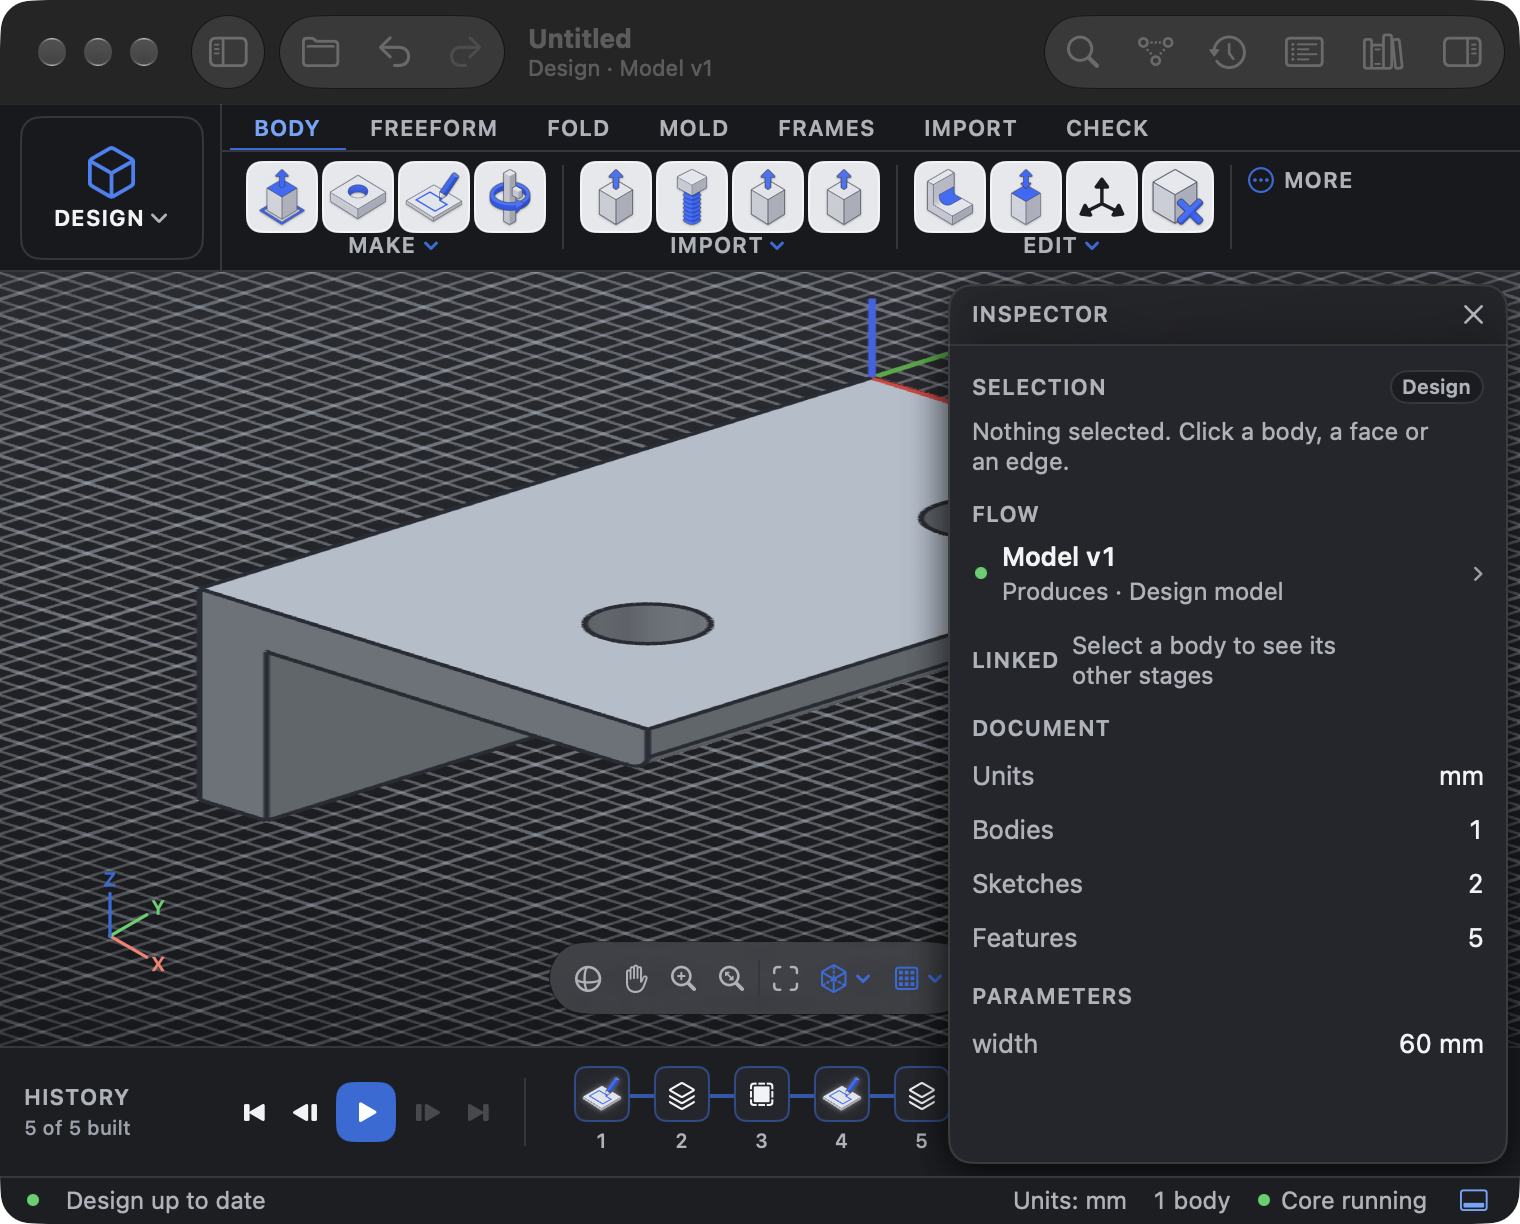 Untitled
Design · Model v1
DESIGN
BODY
FREEFORM
FOLD
MOLD
FRAMES
IMPORT
CHECK
MAKE
IMPORT
EDIT
MORE
INSPECTOR
SELECTION
Design
Nothing selected. Click a body, a face or
an edge.
FLOW
Model v1
Produces · Design model
LINKED
Select a body to see its
other stages
DOCUMENT
Units
mm
Bodies
1
Sketches
2
Features
5
PARAMETERS
width
60 mm
Z
Y
X
HISTORY
5 of 5 built
1
2
3
4
5
Design up to date
Units: mm
1 body
Core running